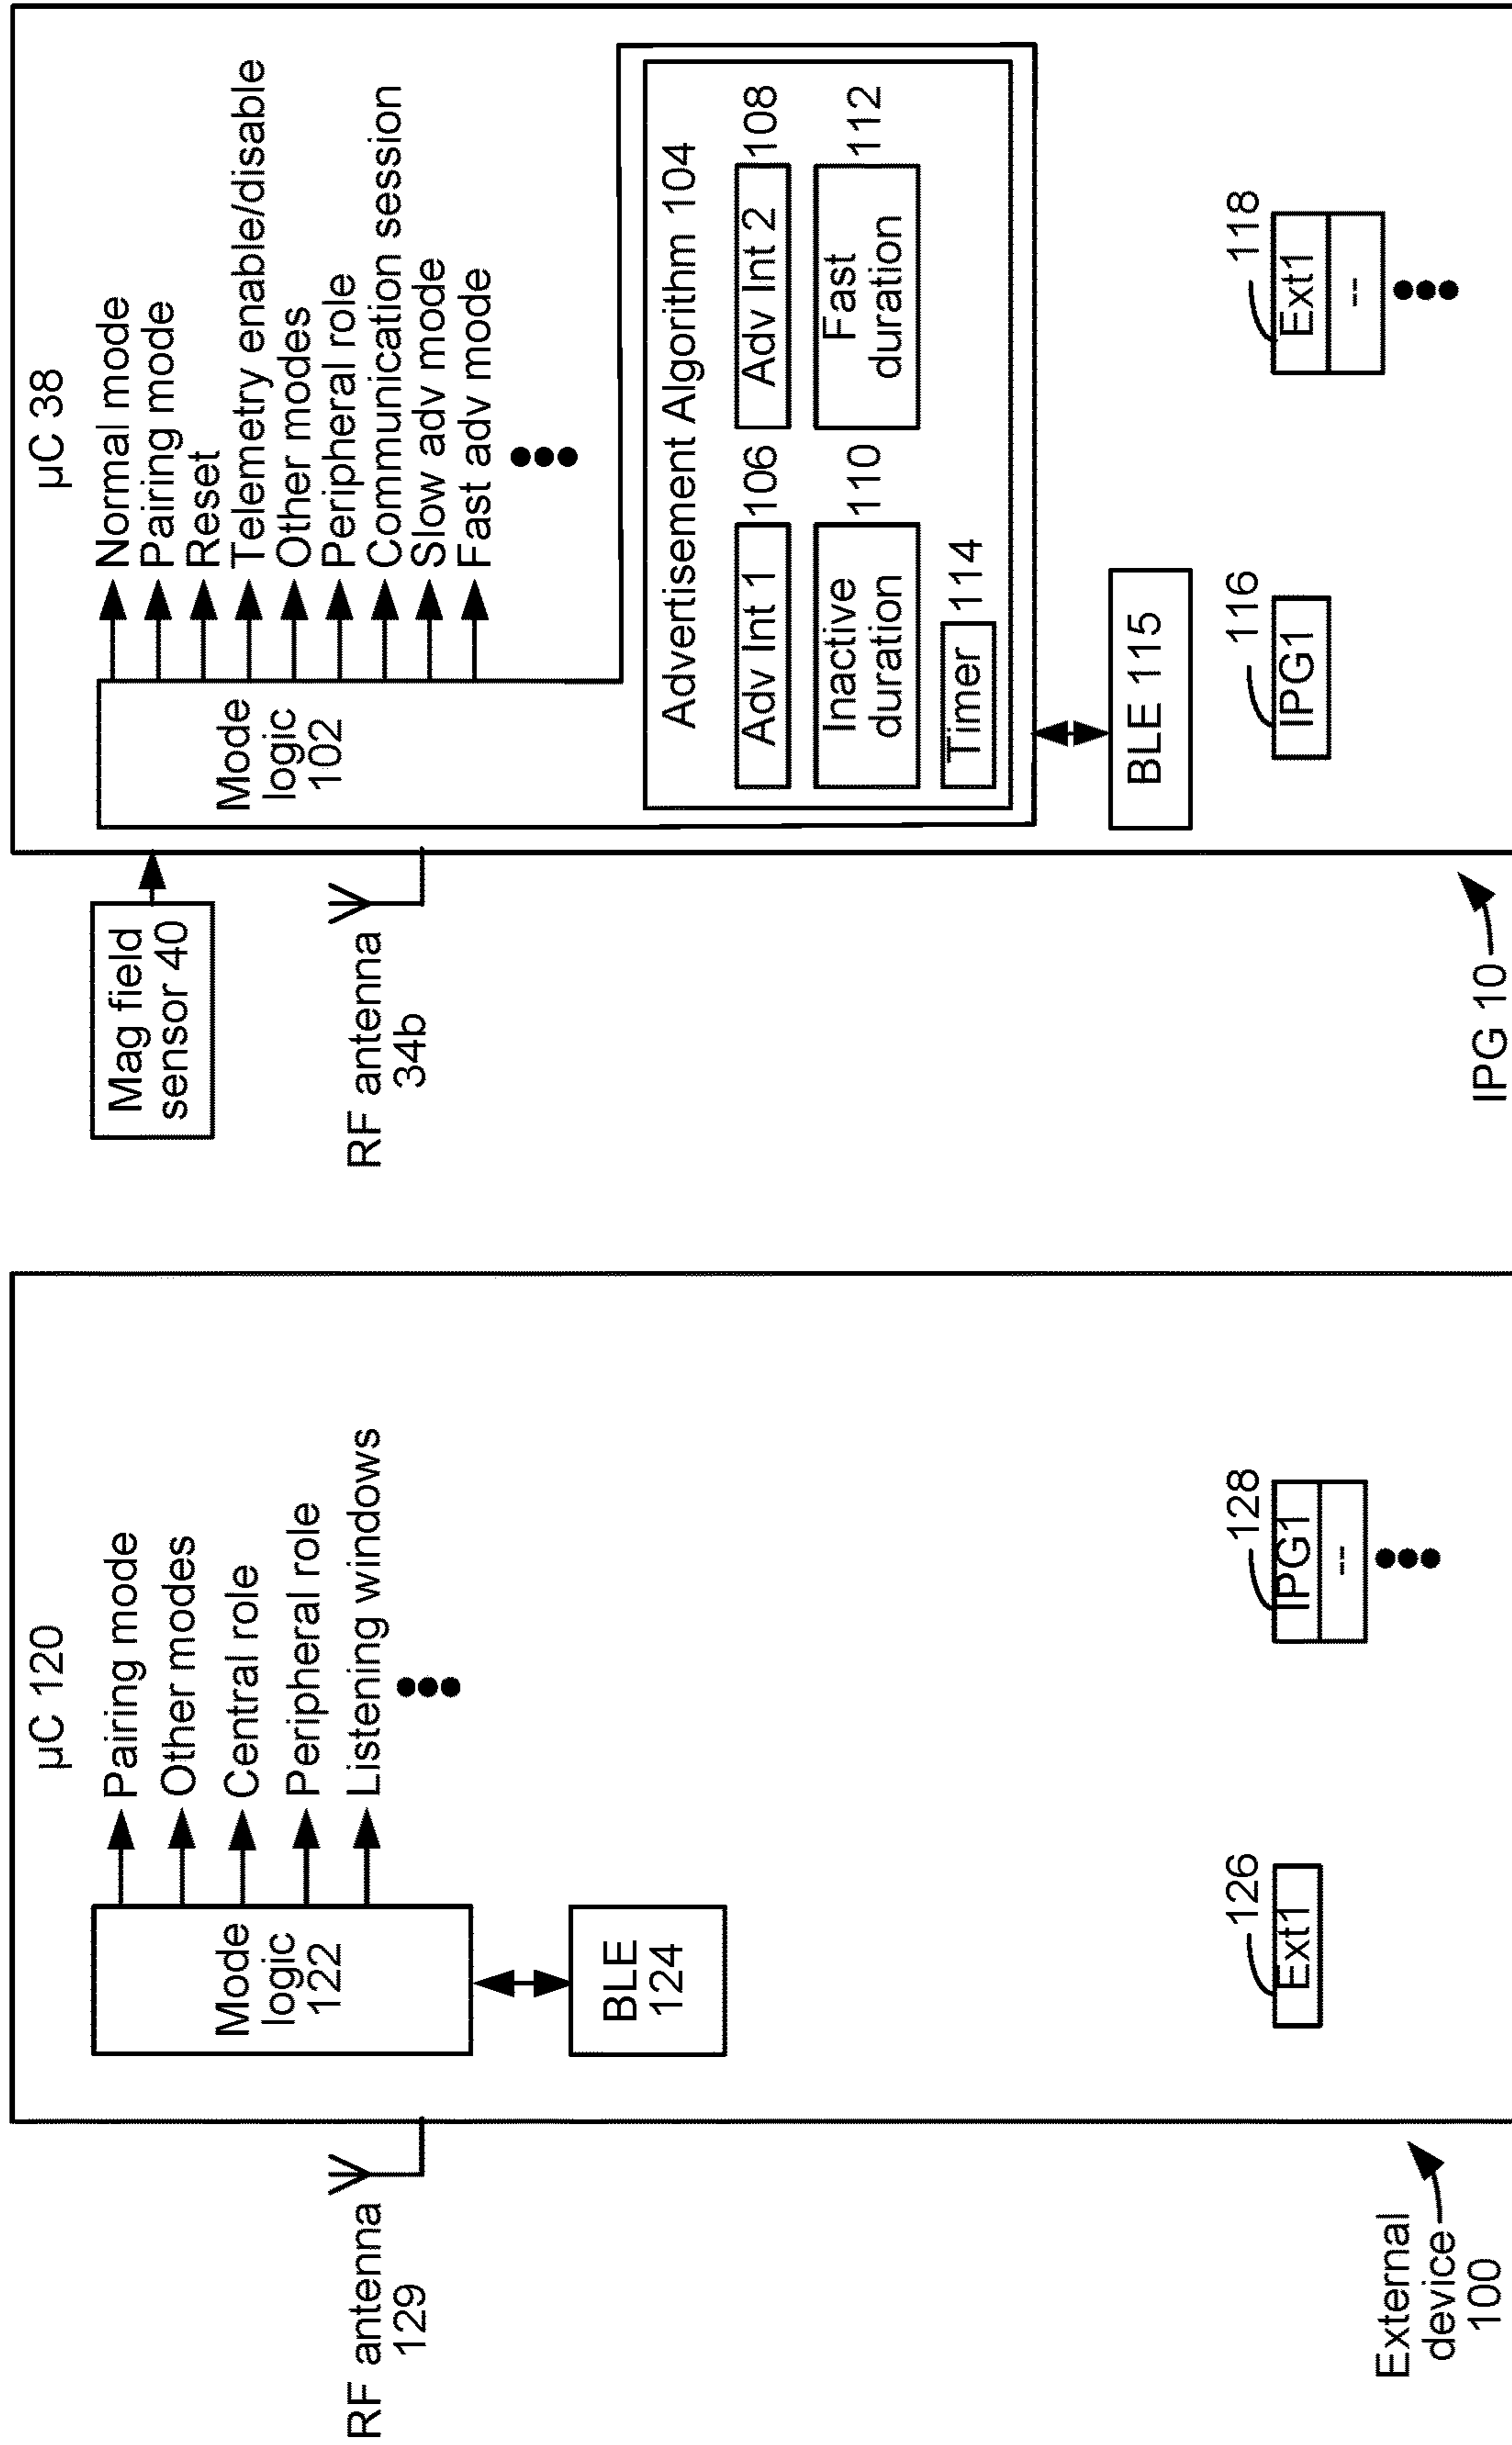 µC 120
Pairing mode
Other modes
Central role
Peripheral role
Listening windows
Mode
logic
122
BLE
124
RF antenna
129
126
Ext1
128
IPG1
--
External
device
100
µC 38
Normal mode
Pairing mode
Reset
Telemetry enable/disable
Other modes
Peripheral role
Communication session
Slow adv mode
Fast adv mode
Mag field
sensor 40
Mode
logic
102
RF antenna
34b
Advertisement Algorithm 104
Adv Int 1
106
Adv Int 2
108
Inactive
duration
110
Fast
duration
112
Timer
114
BLE 115
116
IPG1
118
Ext1
--
IPG 10